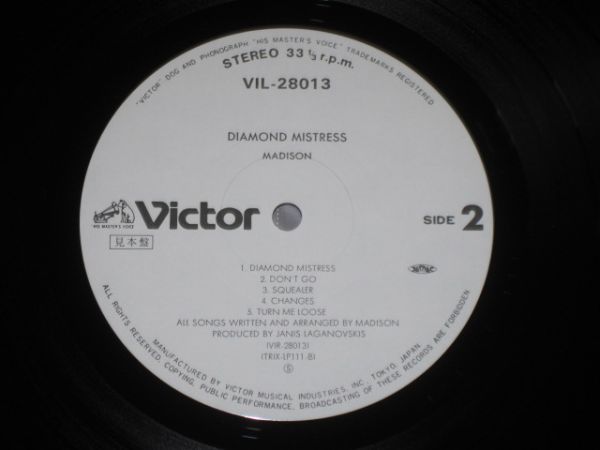 "VICTOR" DOG AND PHONOGRAPH "HIS MASTER'S VOICE" TRADEMARKS REGISTERED
STEREO 33 1/3 r.p.m.
VIL-28013
DIAMOND MISTRESS
MADISON
HIS MASTER'S VOICE
Victor
SIDE 2
見本盤
1. DIAMOND MISTRESS
2. DON'T GO
3. SQUEALER
4. CHANGES
5. TURN ME LOOSE
ALL SONGS WRITTEN AND ARRANGED BY MADISON
PRODUCED BY JANIS LAGANOVSKIS
(VIR-28013)
(TRIX-LP111-B)
Ⓢ
MANUFACTURED BY VICTOR MUSICAL INDUSTRIES, INC. TOKYO, JAPAN
ALL RIGHTS RESERVED. COPYING, PUBLIC PERFORMANCE, BROADCASTING OF THESE RECORDS ARE FORBIDDEN